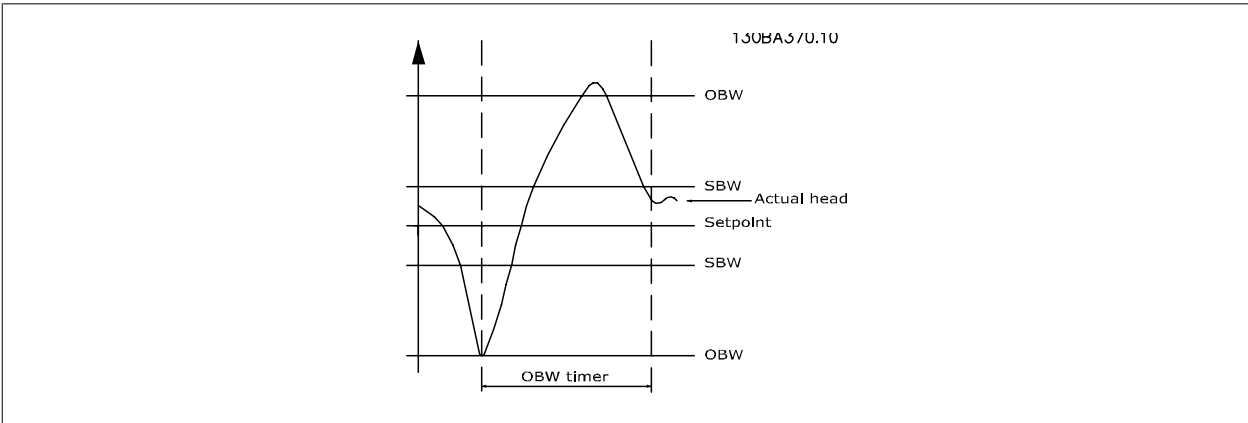 130BA370.10
OBW
SBW
Actual head
Setpoint
SBW
OBW
OBW timer